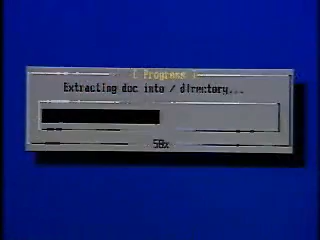 Progress
Extracting doc into / directory...
50%